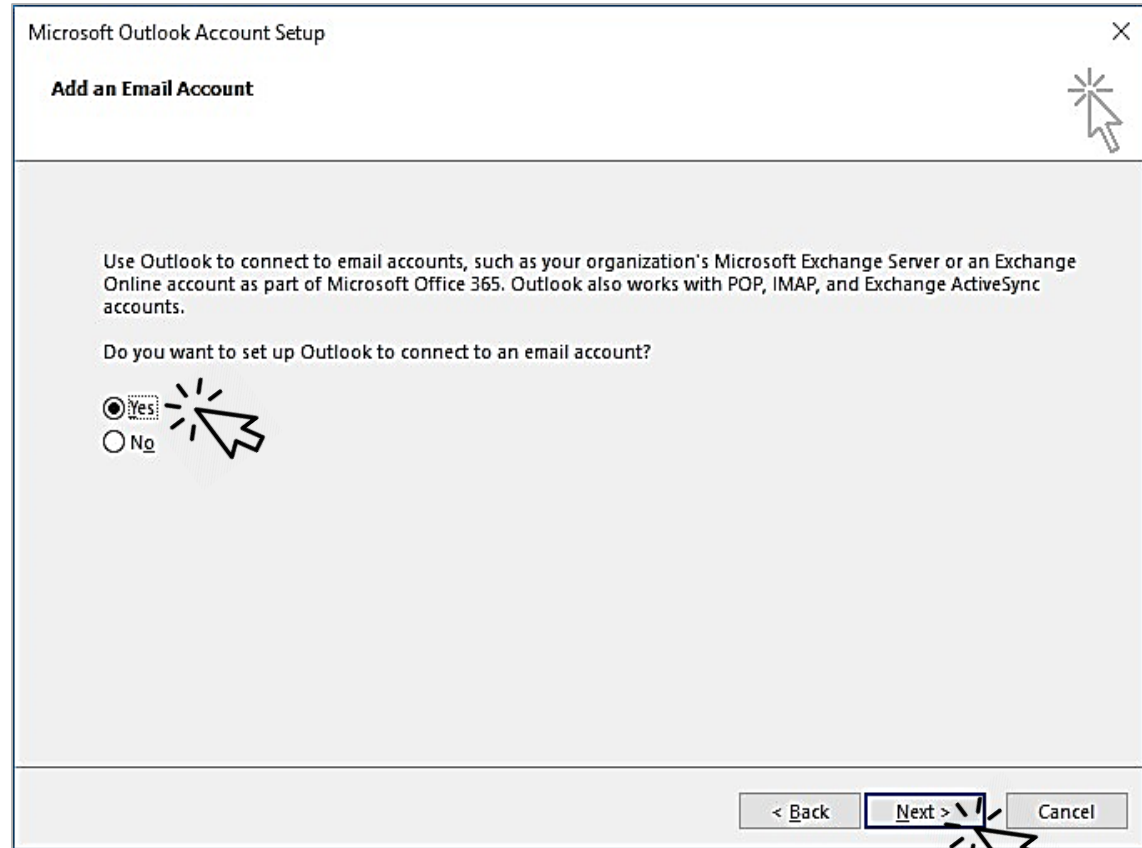 Microsoft Outlook Account Setup
Add an Email Account
Use Outlook to connect to email accounts, such as your organization's Microsoft Exchange Server or an Exchange
Online account as part of Microsoft Office 365. Outlook also works with POP, IMAP, and Exchange ActiveSync
accounts.
Do you want to set up Outlook to connect to an email account?
Yes
No
< Back Next > Cancel